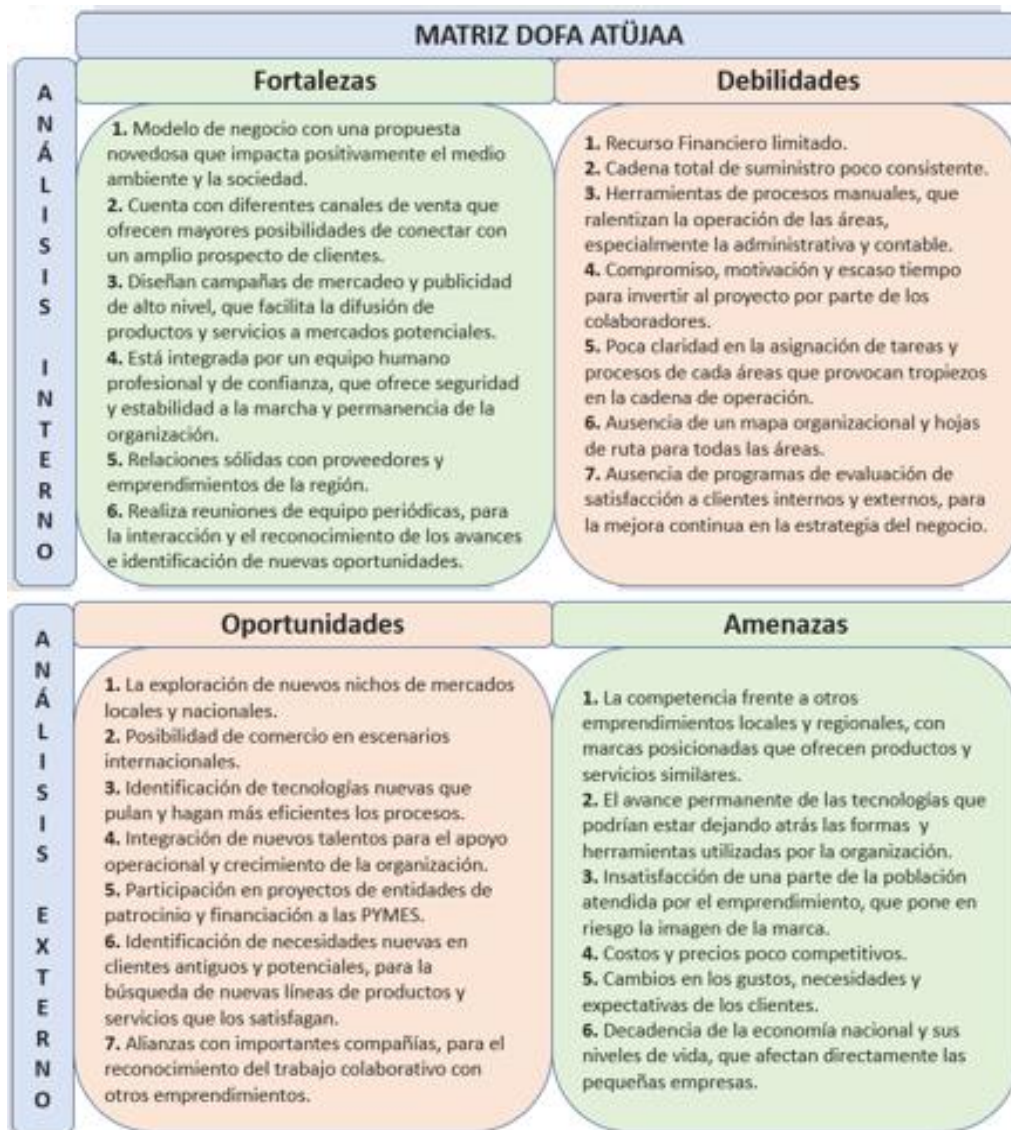 MATRIZ DOFA ATÜJAA
ANÁLISIS INTERNO
Fortalezas
1. Modelo de negocio con una propuesta
novedosa que impacta positivamente el medio
ambiente y la sociedad.
2. Cuenta con diferentes canales de venta que
ofrecen mayores posibilidades de conectar con
un amplio prospecto de clientes.
3. Diseñan campañas de mercadeo y publicidad
de alto nivel, que facilita la difusión de
productos y servicios a mercados potenciales.
4. Está integrada por un equipo humano
profesional y de confianza, que ofrece seguridad
y estabilidad a la marcha y permanencia de la
organización.
5. Relaciones sólidas con proveedores y
emprendimientos de la región.
6. Realiza reuniones de equipo periódicas, para
la interacción y el reconocimiento de los avances
e identificación de nuevas oportunidades.
Debilidades
1. Recurso Financiero limitado.
2. Cadena total de suministro poco consistente.
3. Herramientas de procesos manuales, que
ralentizan la operación de las áreas,
especialmente la administrativa y contable.
4. Compromiso, motivación y escaso tiempo
para invertir al proyecto por parte de los
colaboradores.
5. Poca claridad en la asignación de tareas y
procesos de cada áreas que provocan tropiezos
en la cadena de operación.
6. Ausencia de un mapa organizacional y hojas
de ruta para todas las áreas.
7. Ausencia de programas de evaluación de
satisfacción a clientes internos y externos, para
la mejora continua en la estrategia del negocio.
ANÁLISIS EXTERNO
Oportunidades
1. La exploración de nuevos nichos de mercados
locales y nacionales.
2. Posibilidad de comercio en escenarios
internacionales.
3. Identificación de tecnologías nuevas que
pulan y hagan más eficientes los procesos.
4. Integración de nuevos talentos para el apoyo
operacional y crecimiento de la organización.
5. Participación en proyectos de entidades de
patrocinio y financiación a las PYMES.
6. Identificación de necesidades nuevas en
clientes antiguos y potenciales, para la
búsqueda de nuevas líneas de productos y
servicios que los satisfagan.
7. Alianzas con importantes compañías, para el
reconocimiento del trabajo colaborativo con
otros emprendimientos.
Amenazas
1. La competencia frente a otros
emprendimientos locales y regionales, con
marcas posicionadas que ofrecen productos y
servicios similares.
2. El avance permanente de las tecnologías que
podrían estar dejando atrás las formas y
herramientas utilizadas por la organización.
3. Insatisfacción de una parte de la población
atendida por el emprendimiento, que pone en
riesgo la imagen de la marca.
4. Costos y precios poco competitivos.
5. Cambios en los gustos, necesidades y
expectativas de los clientes.
6. Decadencia de la economía nacional y sus
niveles de vida, que afectan directamente las
pequeñas empresas.